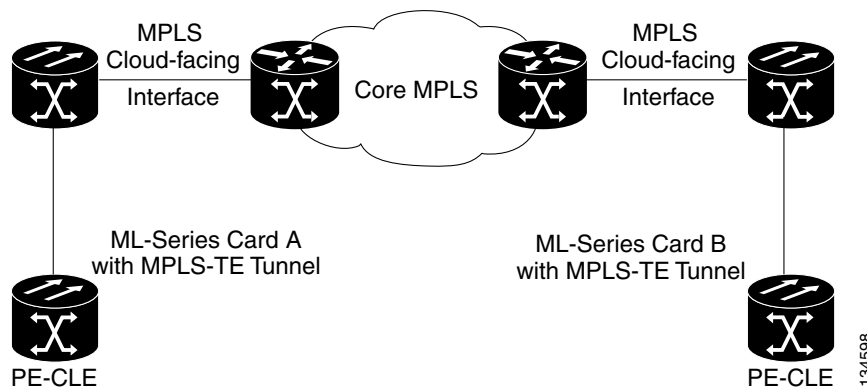 MPLS
Cloud-facing
Interface
Core MPLS
MPLS
Cloud-facing
Interface
ML-Series Card A
with MPLS-TE Tunnel
ML-Series Card B
with MPLS-TE Tunnel
PE-CLE
PE-CLE
134598